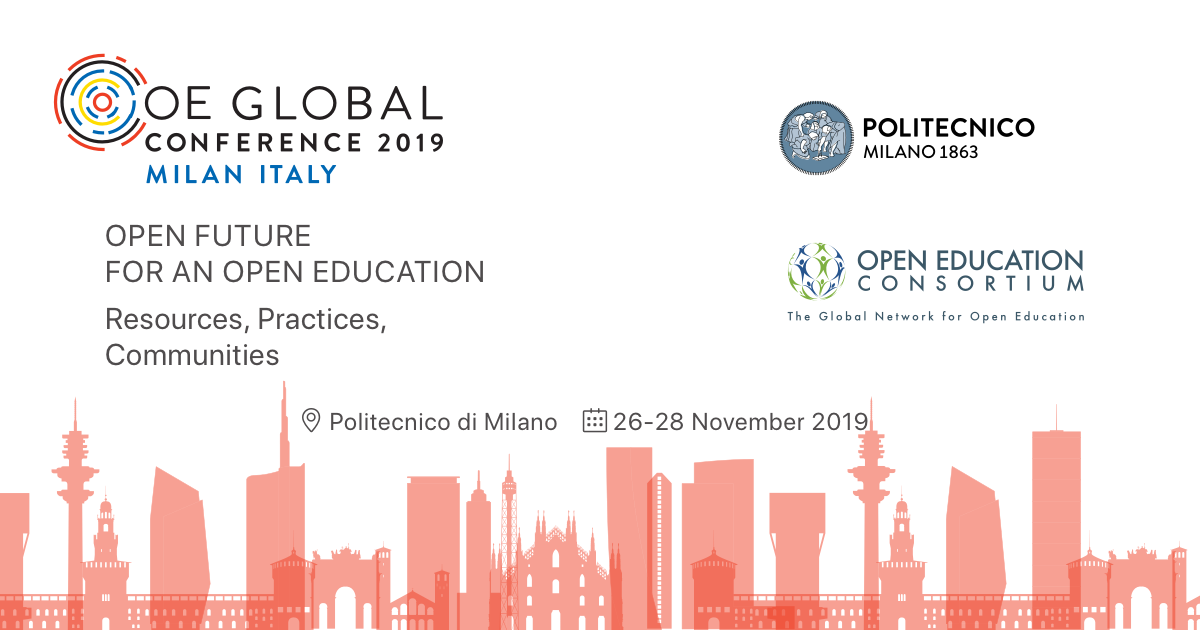 OE GLOBAL
CONFERENCE 2019
MILAN ITALY
OPEN FUTURE
FOR AN OPEN EDUCATION
Resources, Practices,
Communities
POLITECNICO
MILANO 1863
OPEN EDUCATION
CONSORTIUM
The Global Network for Open Education
Politecnico di Milano
26-28 November 2019